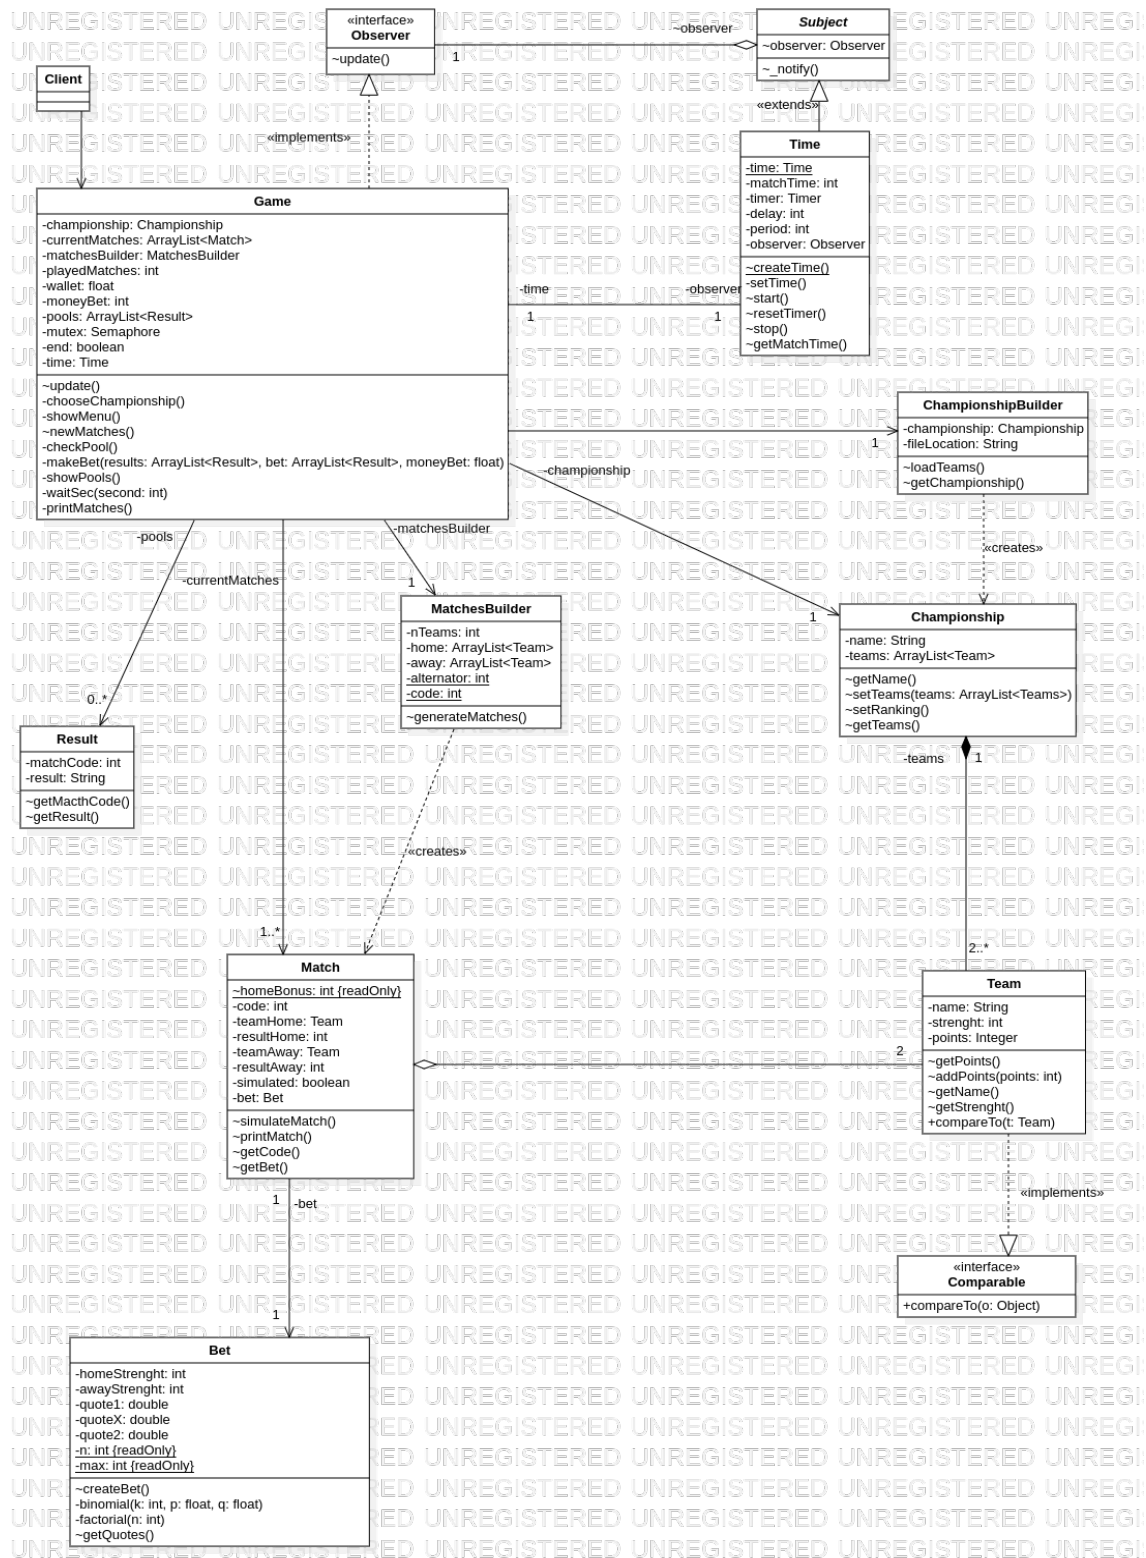 «interface»
Observer
~update()
~observer
1
Subject
~observer: Observer
~_notify()
Client
«implements»
«extends»
Time
-time: Time
-matchTime: int
-timer: Timer
-delay: int
-period: int
-observer: Observer
~createTime()
-setTime()
~start()
~resetTimer()
~stop()
~getMatchTime()
Game
-championship: Championship
-currentMatches: ArrayList<Match>
-matchesBuilder: MatchesBuilder
-playedMatches: int
-wallet: float
-moneyBet: int
-pools: ArrayList<Result>
-mutex: Semaphore
-end: boolean
-time: Time
~update()
-chooseChampionship()
-showMenu()
~newMatches()
-checkPool()
-makeBet(results: ArrayList<Result>, bet: ArrayList<Result>, moneyBet: float)
-showPools()
-waitSec(second: int)
-printMatches()
-time
1
-observer
1
ChampionshipBuilder
-championship: Championship
-fileLocation: String
~loadTeams()
~getChampionship()
1
-championship
1
«creates»
-pools
0..*
-currentMatches
1..*
-matchesBuilder
1
MatchesBuilder
-nTeams: int
-home: ArrayList<Team>
-away: ArrayList<Team>
-alternator: int
-code: int
~generateMatches()
Championship
-name: String
-teams: ArrayList<Team>
~getName()
~setTeams(teams: ArrayList<Teams>)
~setRanking()
~getTeams()
-teams
1
2..*
Result
-matchCode: int
-result: String
~getMacthCode()
~getResult()
«creates»
Match
~homeBonus: int {readOnly}
-code: int
-teamHome: Team
-resultHome: int
-teamAway: Team
-resultAway: int
-simulated: boolean
-bet: Bet
~simulateMatch()
~printMatch()
~getCode()
~getBet()
2
Team
-name: String
-strenght: int
-points: Integer
~getPoints()
~addPoints(points: int)
~getName()
~getStrenght()
+compareTo(t: Team)
«implements»
«interface»
Comparable
+compareTo(o: Object)
1
-bet
1
Bet
-homeStrenght: int
-awayStrenght: int
-quote1: double
-quoteX: double
-quote2: double
-n: int {readOnly}
-max: int {readOnly}
~createBet()
-binomial(k: int, p: float, q: float)
-factorial(n: int)
~getQuotes()
UNREGISTERED